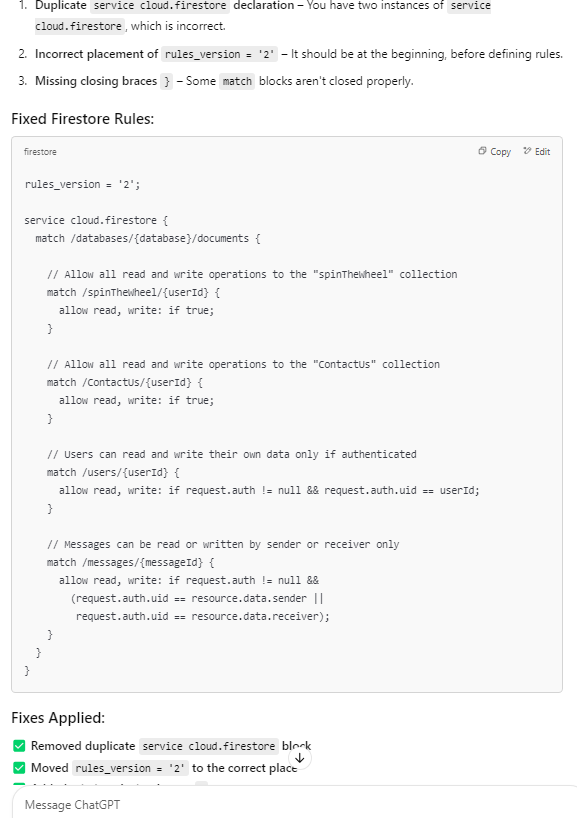 1. Duplicate service cloud.firestore declaration – You have two instances of service
cloud.firestore, which is incorrect.
2. Incorrect placement of rules_version = '2' – It should be at the beginning, before defining rules.
3. Missing closing braces } – Some match blocks aren't closed properly.
Fixed Firestore Rules:
firestore
Copy
Edit
rules_version = '2';
service cloud.firestore {
match /databases/{database}/documents {
// Allow all read and write operations to the "spinTheWheel" collection
match /spinTheWheel/{userId} {
allow read, write: if true;
}
// Allow all read and write operations to the "ContactUs" collection
match /ContactUs/{userId} {
allow read, write: if true;
}
// Users can read and write their own data only if authenticated
match /users/{userId} {
allow read, write: if request.auth != null && request.auth.uid == userId;
}
// Messages can be read or written by sender or receiver only
match /messages/{messageId} {
allow read, write: if request.auth != null &&
(request.auth.uid == resource.data.sender ||
request.auth.uid == resource.data.receiver);
}
}
}
Fixes Applied:
Removed duplicate service cloud.firestore block
Moved rules_version = '2' to the correct place
Message ChatGPT